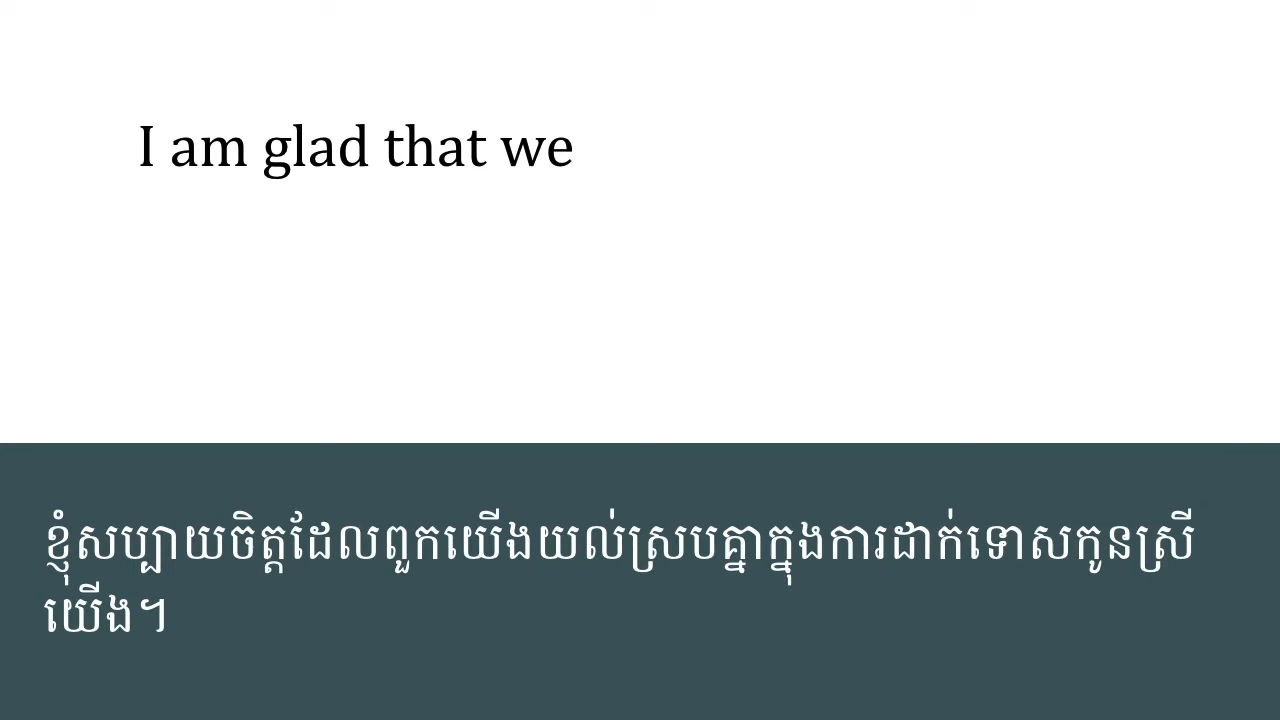 I am glad that we
ខ្ញុំសប្បាយចិត្តដែលពួកយើងយល់ស្របគ្នាក្នុងការដាក់ទោសកូនស្រី
យើង។